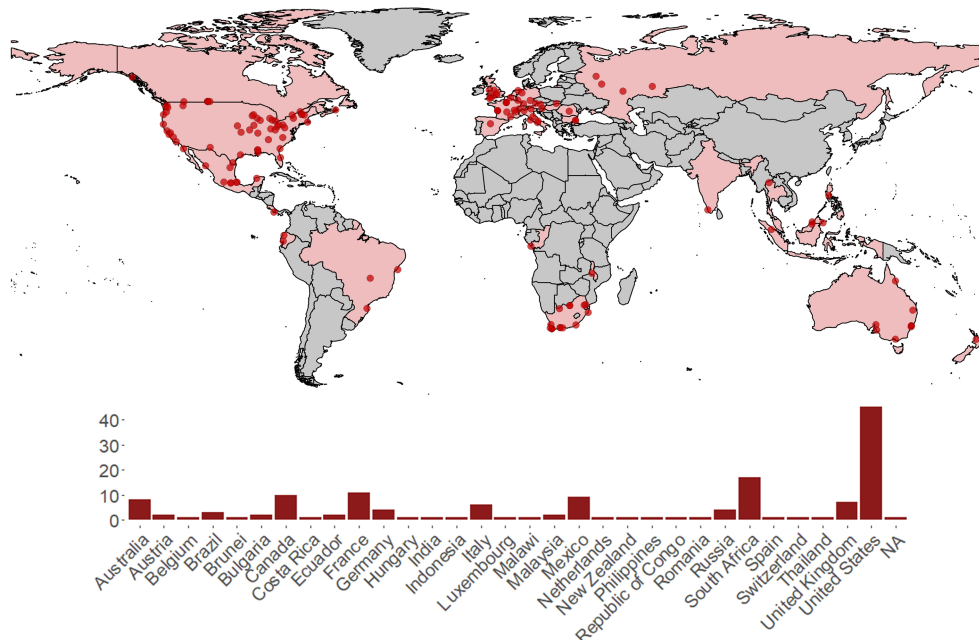 40
30
20
10
0
Australia
Austria
Belgium
Brazil
Brunei
Bulgaria
Canada
Costa Rica
Ecuador
France
Germany
Hungary
India
Indonesia
Italy
Luxembourg
Malawi
Malaysia
Mexico
Netherlands
New Zealand
Philippines
Republic of Congo
Romania
Russia
South Africa
Spain
Switzerland
Thailand
United Kingdom
United States
NA